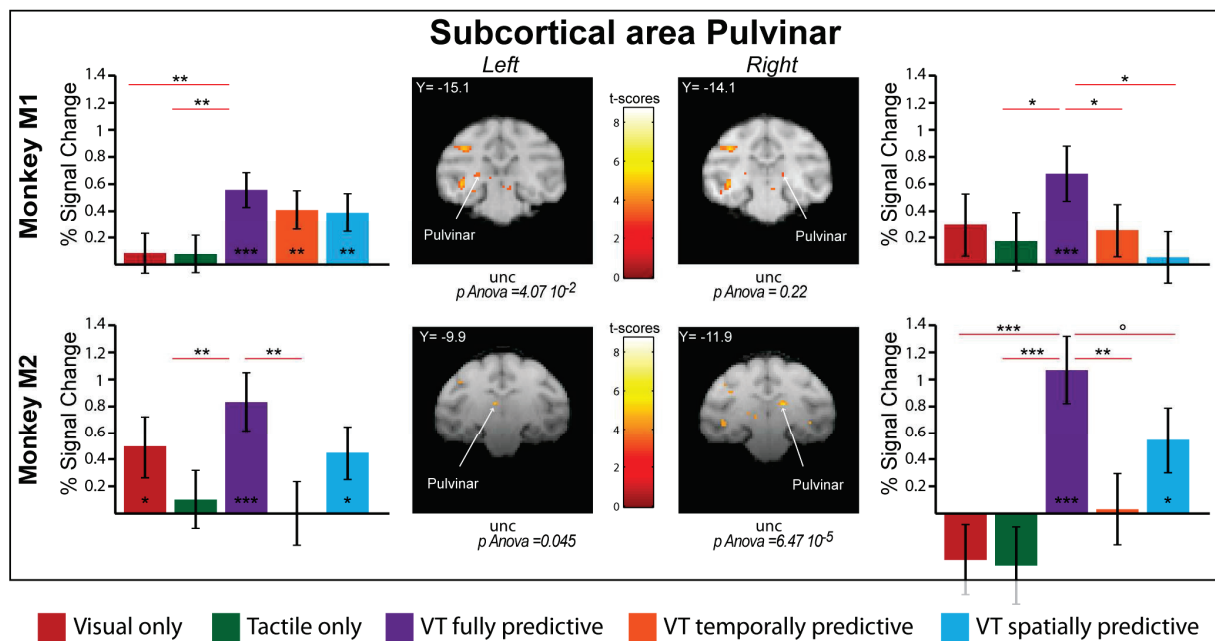 Subcortical area Pulvinar
Left
Right
Monkey M1
% Signal Change
1.4
1.2
1
0.8
0.6
0.4
0.2
**
**
***
**
**
Y= -15.1
Pulvinar
unc
p Anova =4.07 10-2
t-scores
8
6
4
2
0
Y= -14.1
Pulvinar
unc
p Anova = 0.22
% Signal Change
1.4
1.2
1
0.8
0.6
0.4
0.2
*
*
*
***
Monkey M2
% Signal Change
1.4
1.2
1
0.8
0.6
0.4
0.2
**
**
*
***
*
Y= -9.9
Pulvinar
unc
p Anova =0.045
t-scores
8
6
4
2
0
Y= -11.9
Pulvinar
unc
p Anova =6.47 10-5
% Signal Change
1.4
1.2
1
0.8
0.6
0.4
0.2
***
°
***
**
***
*
Visual only
Tactile only
VT fully predictive
VT temporally predictive
VT spatially predictive